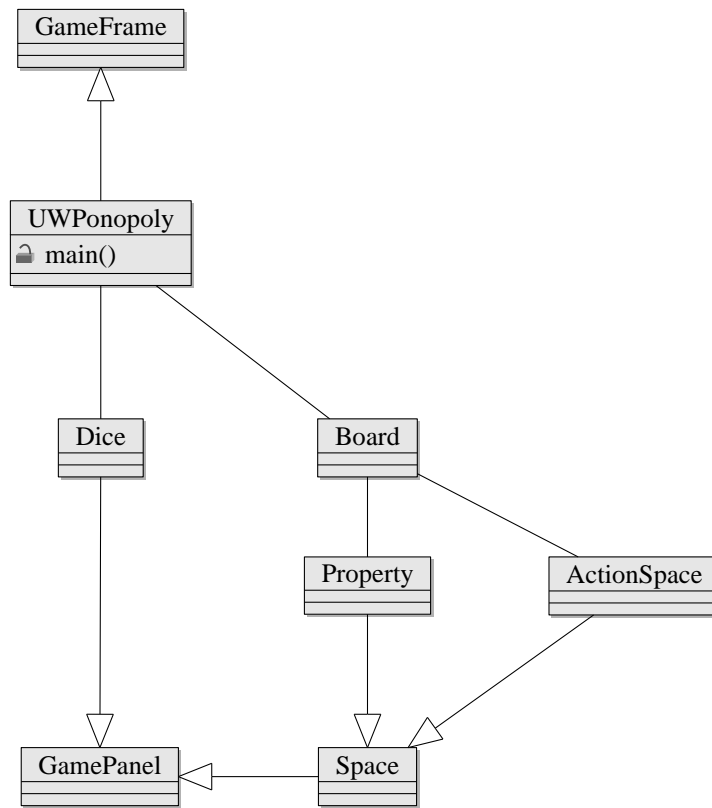 GameFrame
UWPonopoly
main()
Dice
Board
Property
ActionSpace
GamePanel
Space